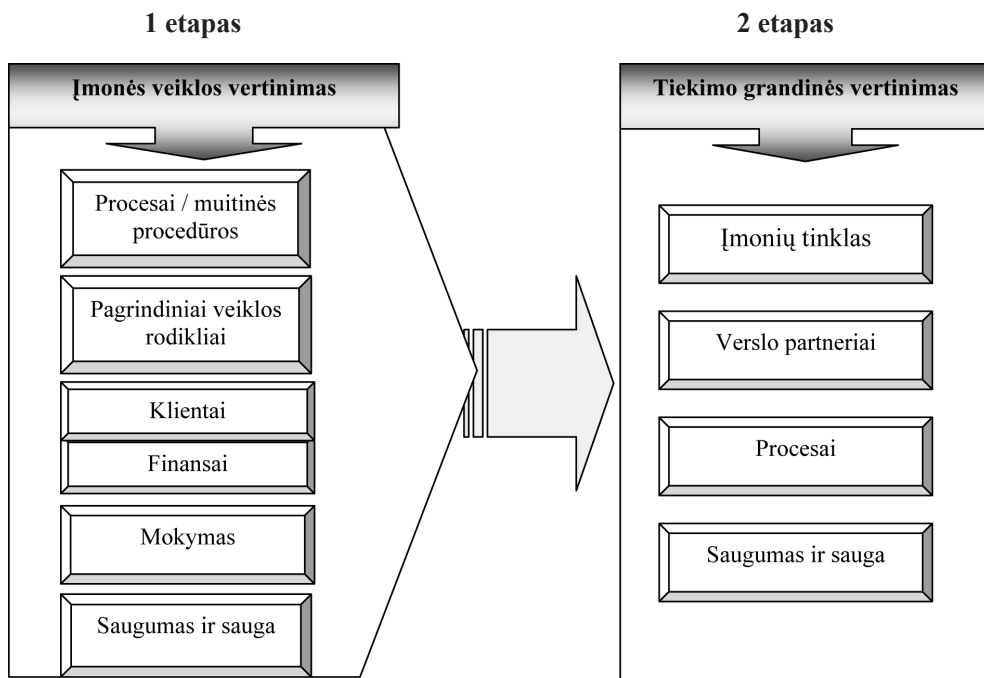 1 etapas
Įmonės veiklos vertinimas
Procesai / muitinės
procedūros
Pagrindiniai veiklos
rodikliai
Klientai
Finansai
Mokymas
Saugumas ir sauga
2 etapas
Tiekimo grandinės vertinimas
Įmonių tinklas
Verslo partneriai
Procesai
Saugumas ir sauga